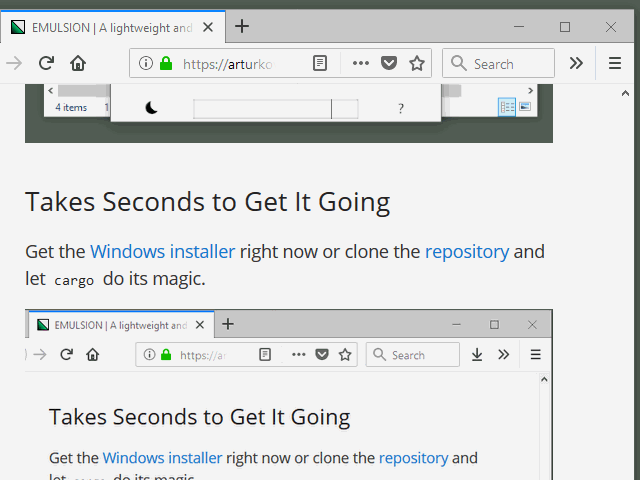 EMULSION | A lightweight and
https://arturko
Search
4 items
?
Takes Seconds to Get It Going
Get the Windows installer right now or clone the repository and
let cargo do its magic.
EMULSION | A lightweight and
https://ar
Search
Takes Seconds to Get It Going
Get the Windows installer right now or clone the repository and
let cargo do its magic.